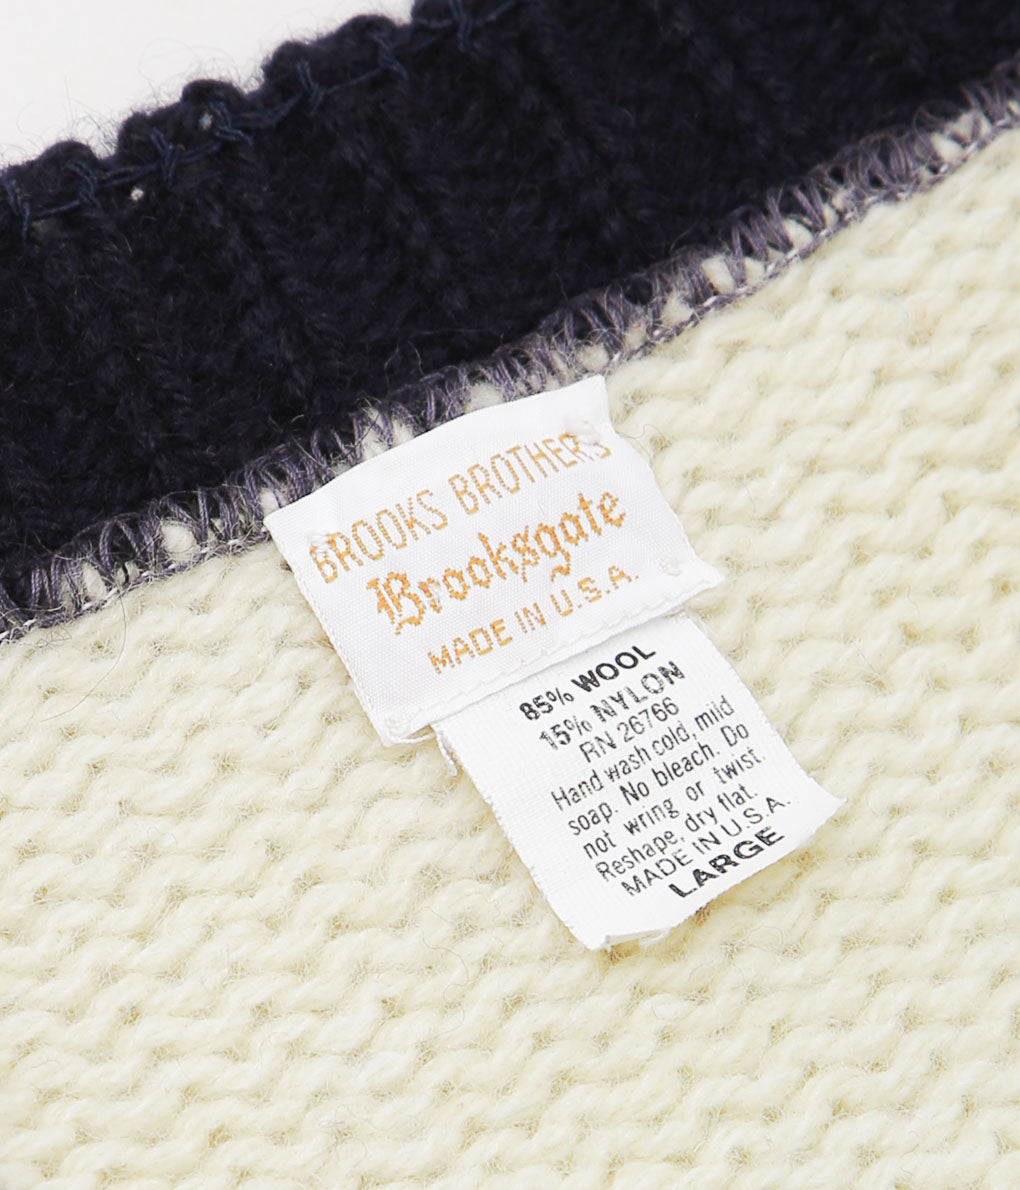 BROOKS BROTHERS
Brooksgate
MADE IN U.S.A.
85% WOOL
15% NYLON
RN 26766
Hand wash cold, mild
soap. No bleach. Do
not wring or twist.
Reshape, dry flat.
MADE IN U.S.A.
LARGE